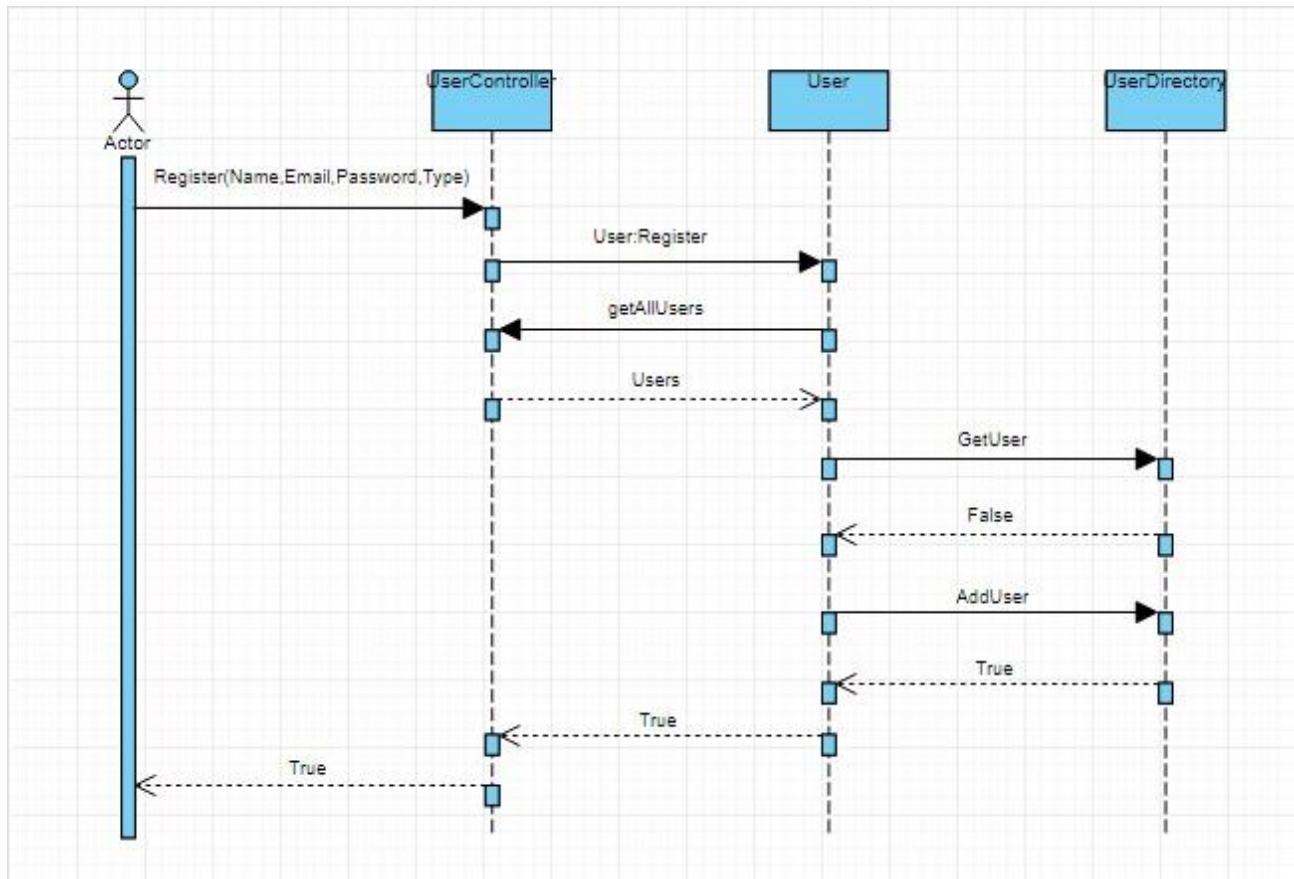 UserController
User
UserDirectory
Actor
Register(Name,Email,Password,Type)
User:Register
getAllUsers
Users
GetUser
False
AddUser
True
True
True